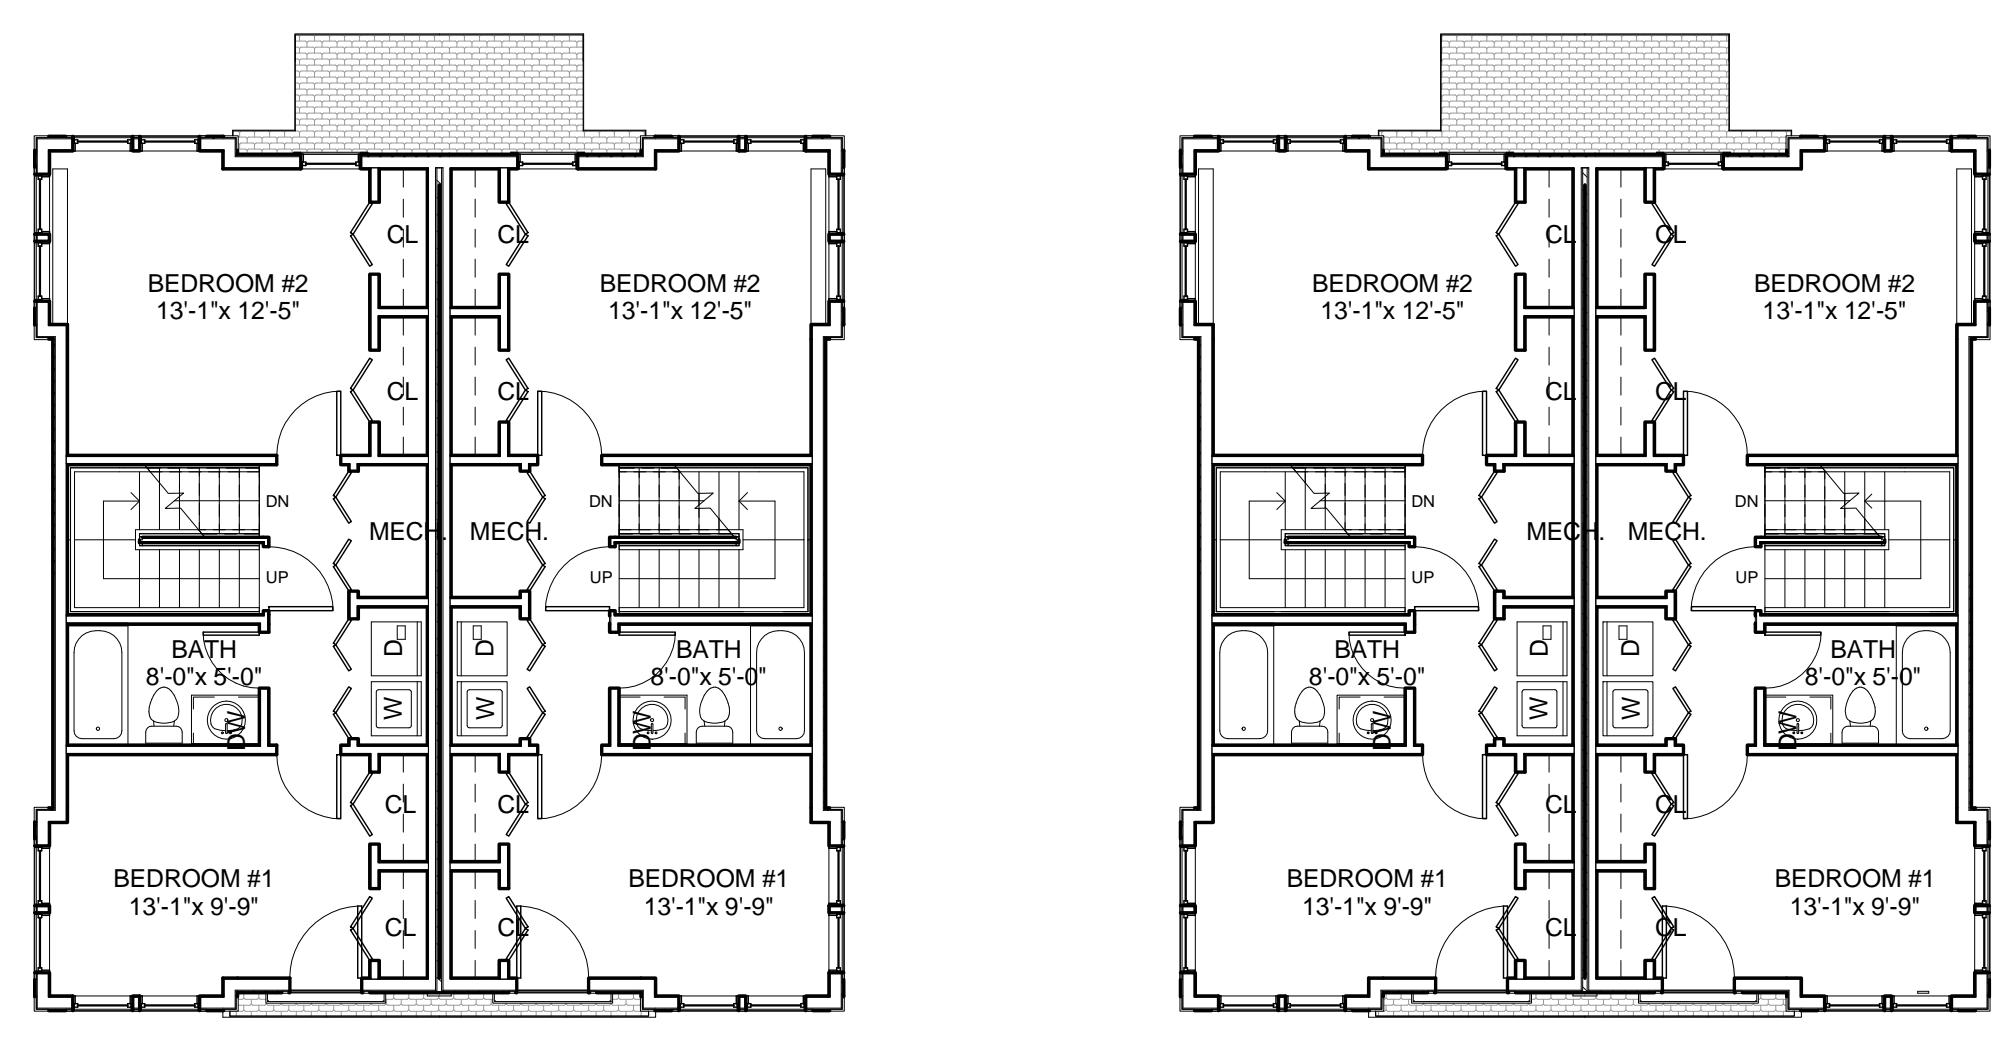 CL CL CL CL
BEDROOM #2 BEDROOM #2 BEDROOM #2 BEDROOM #2
13'-1"x 12'-5" 13'-1"x 12'-5" 13'-1"x 12'-5" 13'-1"x 12'-5"
CL CL CL CL
DN DN DN DN
MECH. MECH. MECH. MECH.
UP UP UP UP
BATH D D BATH BATH D D BATH
8'-0"x 5'-0" 8'-0"x 5'-0" 8'-0"x 5'-0" 8'-0"x 5'-0"
DW W W DW DW W W DW
CL CL CL CL
BEDROOM #1 BEDROOM #1 BEDROOM #1 BEDROOM #1
13'-1"x 9'-9" 13'-1"x 9'-9" 13'-1"x 9'-9" 13'-1"x 9'-9"
CL CL CL CL